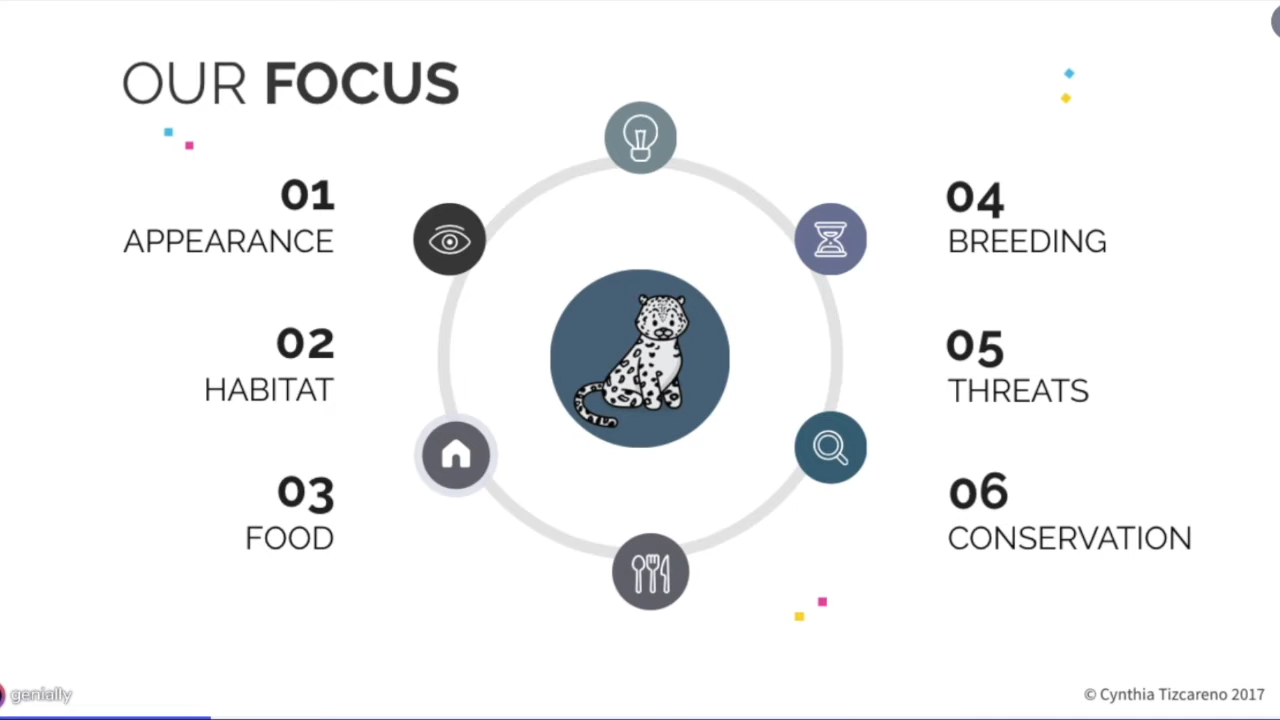 OUR FOCUS
01
APPEARANCE
02
HABITAT
03
FOOD
04
BREEDING
05
THREATS
06
CONSERVATION
genially
© Cynthia Tizcareno 2017